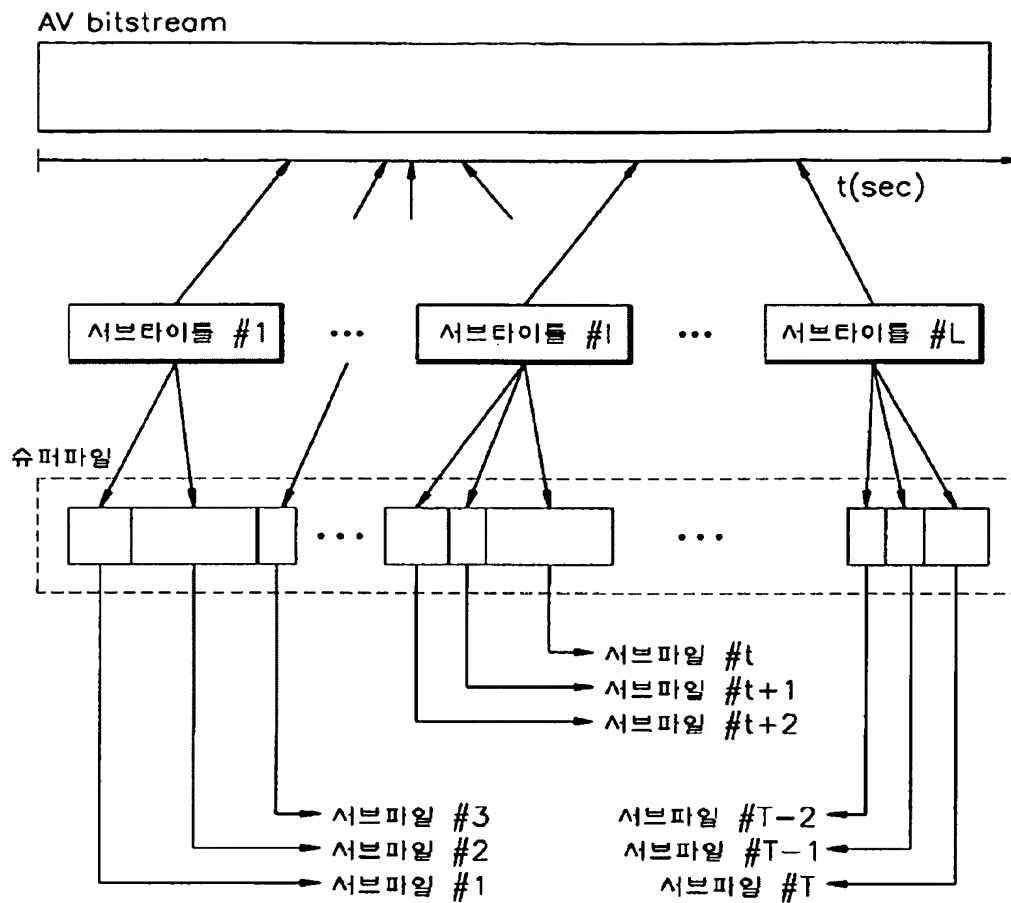 AV bitstream
t(sec)
서브타이틀 #1 ... 서브타이틀 #l ... 서브타이틀 #L
슈퍼파일
... ...
서브파일 #t
서브파일 #t+1
서브파일 #t+2
서브파일 #3
서브파일 #2
서브파일 #1
서브파일 #T-2
서브파일 #T-1
서브파일 #T